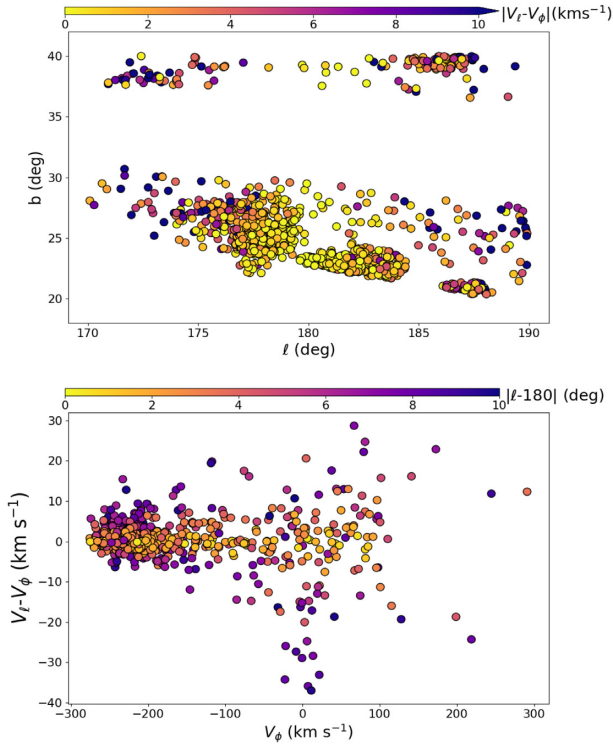 0 2 4 6 8 10 |Vℓ-Vϕ|(kms⁻¹)
40
35
30
25
20
b (deg)
170 175 180 185 190
ℓ (deg)
0 2 4 6 8 10 |ℓ-180| (deg)
30
20
10
0
−10
−20
−30
−40
Vℓ-Vϕ (km s⁻¹)
−300 −200 −100 0 100 200 300
Vϕ (km s⁻¹)